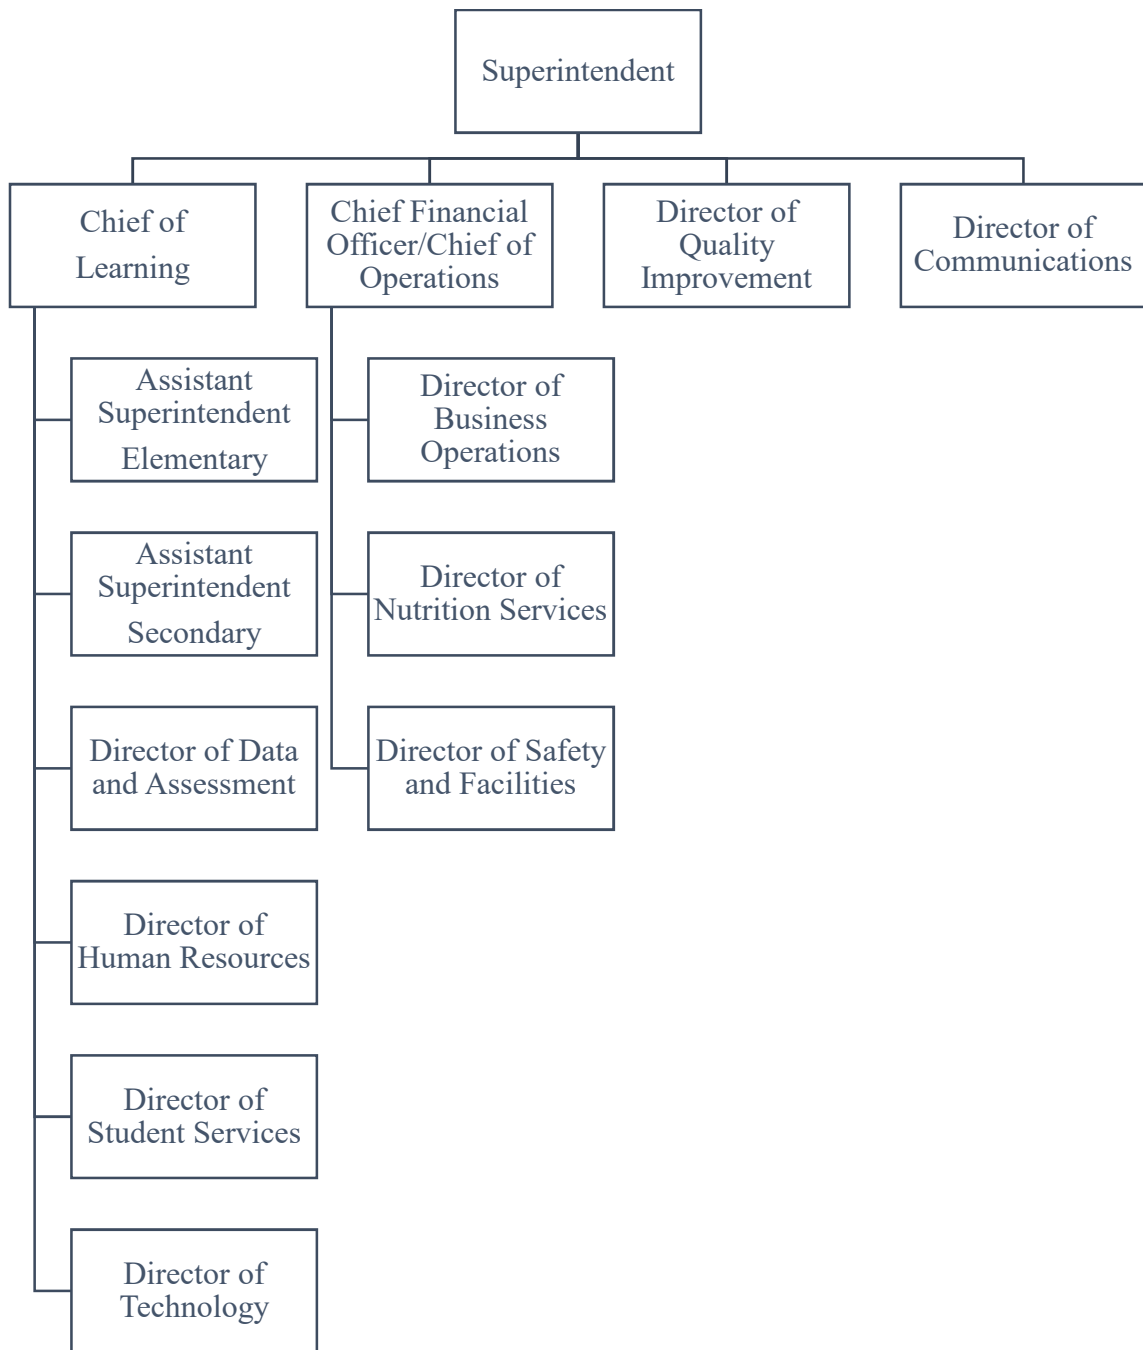 Superintendent
Chief of
Learning
Chief Financial
Officer/Chief of
Operations
Director of
Quality
Improvement
Director of
Communications
Assistant
Superintendent
Elementary
Assistant
Superintendent
Secondary
Director of Data
and Assessment
Director of
Human Resources
Director of
Student Services
Director of
Technology
Director of
Business
Operations
Director of
Nutrition Services
Director of Safety
and Facilities